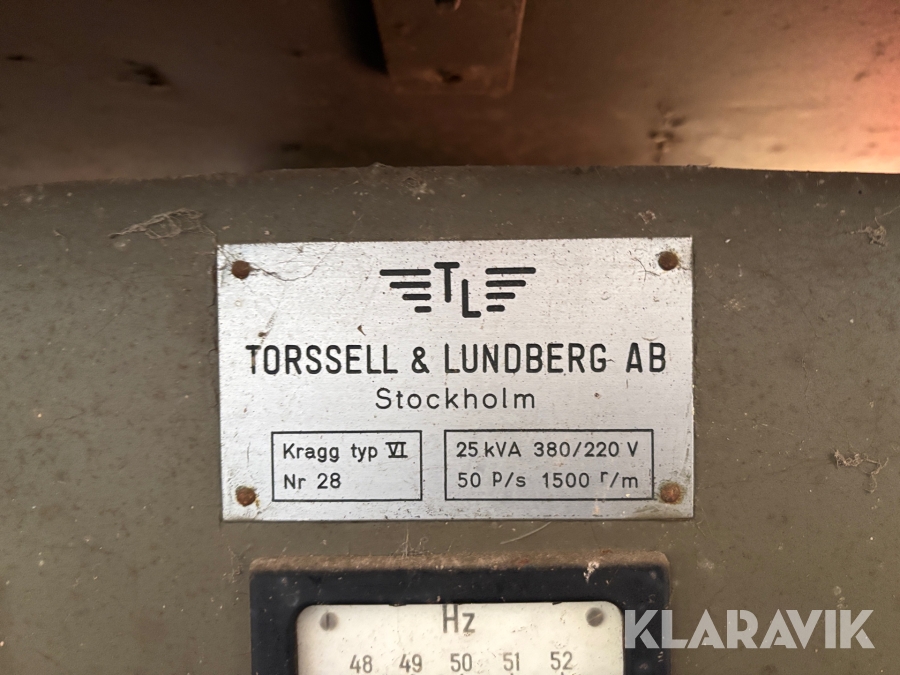 TL
TORSSELL & LUNDBERG AB
Stockholm
Kragg typ VI
Nr 28
25 kVA 380/220 V
50 P/s 1500 r/m
Hz
48 49 50 51 52
KLARAVIK